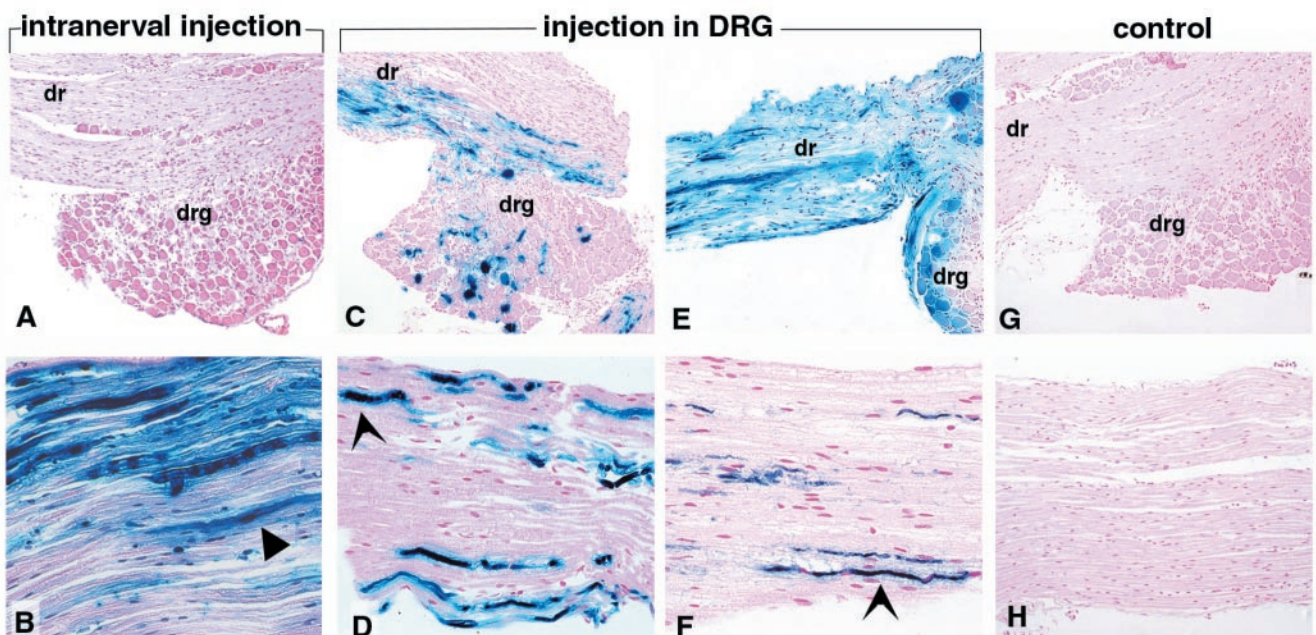 intranerval injection
injection in DRG
control
dr
drg
A
dr
drg
C
dr
drg
E
dr
drg
G
B
D
F
H